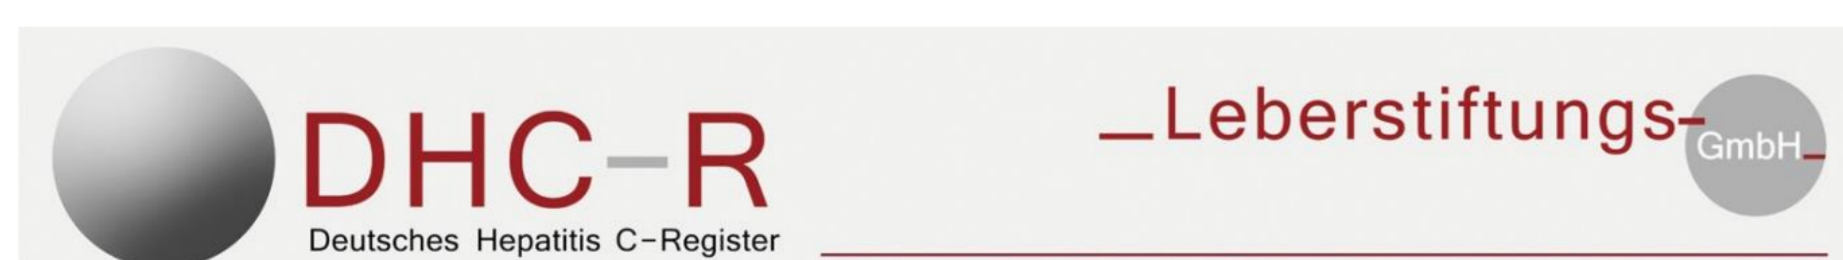 DHC-R
Deutsches Hepatitis C-Register
_Leberstiftungs-
GmbH_